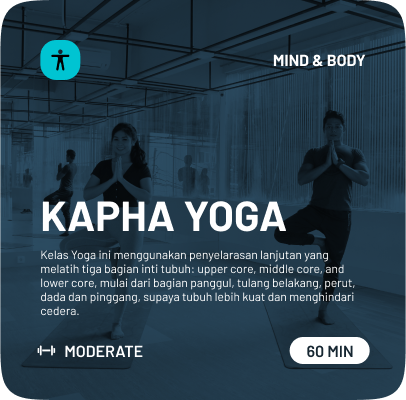 MIND & BODY
KAPHA YOGA
Kelas Yoga ini menggunakan penyelarasan lanjutan yang
melatih tiga bagian inti tubuh: upper core, middle core, and
lower core, mulai dari bagian panggul, tulang belakang, perut,
dada dan pinggang, supaya tubuh lebih kuat dan menghindari
cedera.
MODERATE
60 MIN